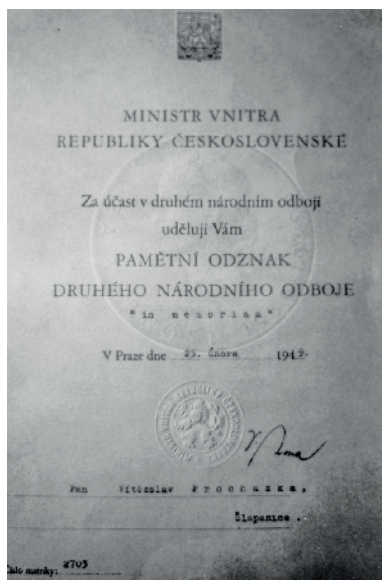 MINISTR VNITRA
REPUBLIKY ČESKOSLOVENSKÉ
Za účast v druhém národním odboji
uděluji Vám
PAMĚTNÍ ODZNAK
DRUHÉHO NÁRODNÍHO ODBOJE
"in memoriam"
V Praze dne 25. února 1949.
Pan Vítězslav Procházka,
Šlapanice.
Číslo matriky: 2703